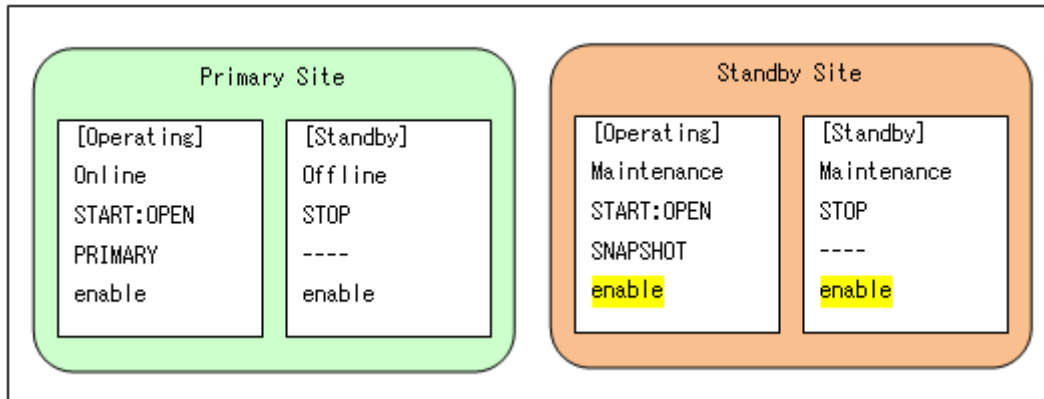 Primary Site
[Operating]
Online
START:OPEN
PRIMARY
enable
[Standby]
Offline
STOP
----
enable
Standby Site
[Operating]
Maintenance
START:OPEN
SNAPSHOT
enable
[Standby]
Maintenance
STOP
----
enable